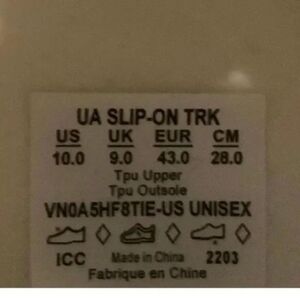 UA SLIP-ON TRK
US UK EUR CM
10.0 9.0 43.0 28.0
Tpu Upper
Tpu Outsole
VN0A5HF8TIE-US UNISEX
ICC Made in China 2203
Fabrique en Chine